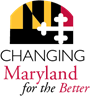 CHANGING
Maryland
for the Better